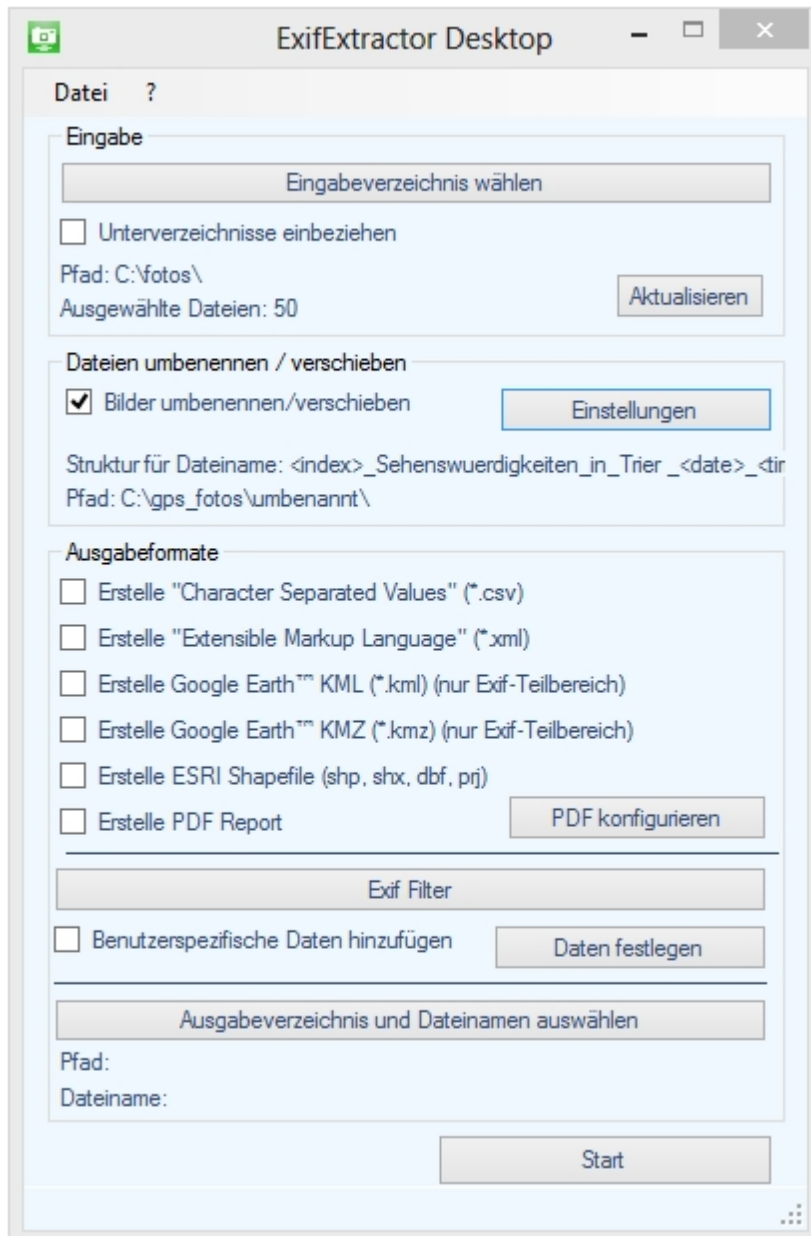 ExifExtractor Desktop
Datei ?
Eingabe
Eingabeverzeichnis wählen
Unterverzeichnisse einbeziehen
Pfad: C:\fotos\
Ausgewählte Dateien: 50
Aktualisieren
Dateien umbenennen / verschieben
Bilder umbenennen/verschieben
Einstellungen
Struktur für Dateiname: <index>_Sehenswuerdigkeiten_in_Trier _<date>_<tir
Pfad: C:\gps_fotos\umbenannt\
Ausgabeformate
Erstelle "Character Separated Values" (*.csv)
Erstelle "Extensible Markup Language" (*.xml)
Erstelle Google Earth™ KML (*.kml) (nur Exif-Teilbereich)
Erstelle Google Earth™ KMZ (*.kmz) (nur Exif-Teilbereich)
Erstelle ESRI Shapefile (shp, shx, dbf, prj)
Erstelle PDF Report
PDF konfigurieren
Exif Filter
Benutzerspezifische Daten hinzufügen
Daten festlegen
Ausgabeverzeichnis und Dateinamen auswählen
Pfad:
Dateiname:
Start